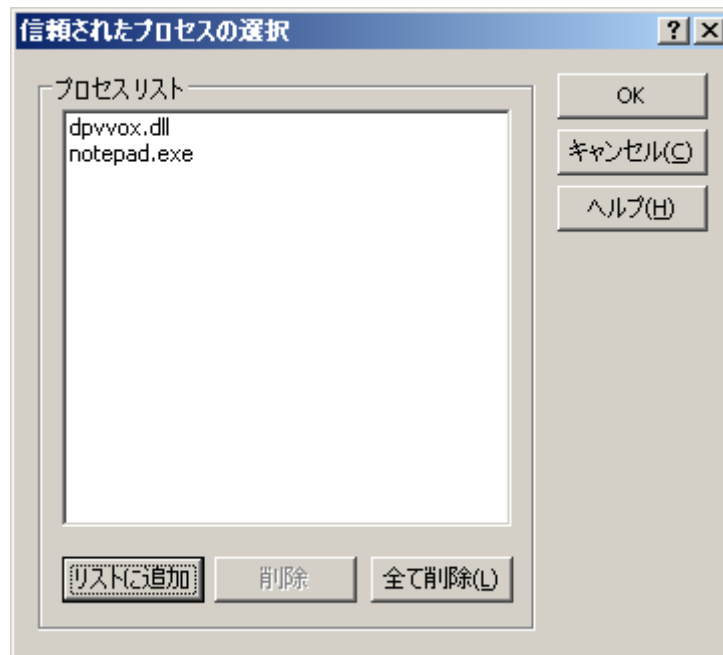 信頼されたプロセスの選択
プロセスリスト
dpvvox.dll
notepad.exe
リストに追加
削除
全て削除(L)
OK
キャンセル(C)
ヘルプ(H)